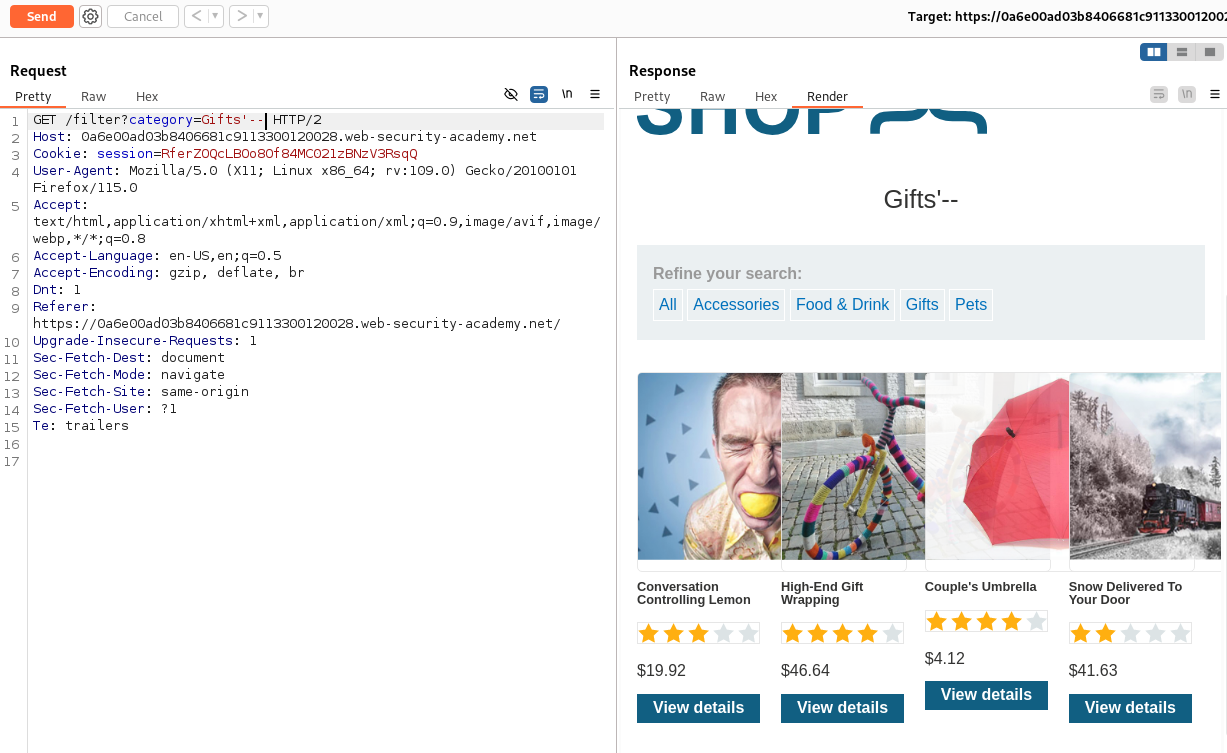 Send
Cancel
<
>
Target: https://0a6e00ad03b8406681c911330012002
Request
Pretty Raw Hex
\n
1 GET /filter?category=Gifts'-- HTTP/2
2 Host: 0a6e00ad03b8406681c9113300120028.web-security-academy.net
3 Cookie: session=RferZOQcLBOo8Of84MC02lzBNzV3RsqQ
4 User-Agent: Mozilla/5.0 (X11; Linux x86_64; rv:109.0) Gecko/20100101
Firefox/115.0
5 Accept:
text/html,application/xhtml+xml,application/xml;q=0.9,image/avif,image/
webp,*/*;q=0.8
6 Accept-Language: en-US,en;q=0.5
7 Accept-Encoding: gzip, deflate, br
8 Dnt: 1
9 Referer:
https://0a6e00ad03b8406681c9113300120028.web-security-academy.net/
10 Upgrade-Insecure-Requests: 1
11 Sec-Fetch-Dest: document
12 Sec-Fetch-Mode: navigate
13 Sec-Fetch-Site: same-origin
14 Sec-Fetch-User: ?1
15 Te: trailers
16
17
Response
Pretty Raw Hex Render
\n
SHOP
Gifts'--
Refine your search:
All Accessories Food & Drink Gifts Pets
Conversation
Controlling Lemon
$19.92
View details
High-End Gift
Wrapping
$46.64
View details
Couple's Umbrella
$4.12
View details
Snow Delivered To
Your Door
$41.63
View details